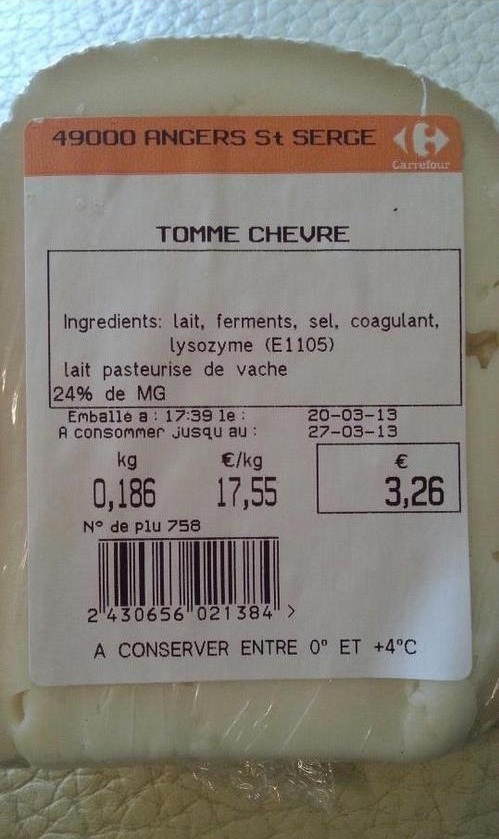 49000 ANGERS St SERGE
Carrefour
TOMME CHEVRE
Ingredients: lait, ferments, sel, coagulant,
lysozyme (E1105)
lait pasteurise de vache
24% de MG
Emballe a : 17:39 le : 20-03-13
A consommer jusqu au : 27-03-13
kg €/kg €
0,186 17,55 3,26
N° de plu 758
2 430656 021384 >
A CONSERVER ENTRE 0° ET +4°C